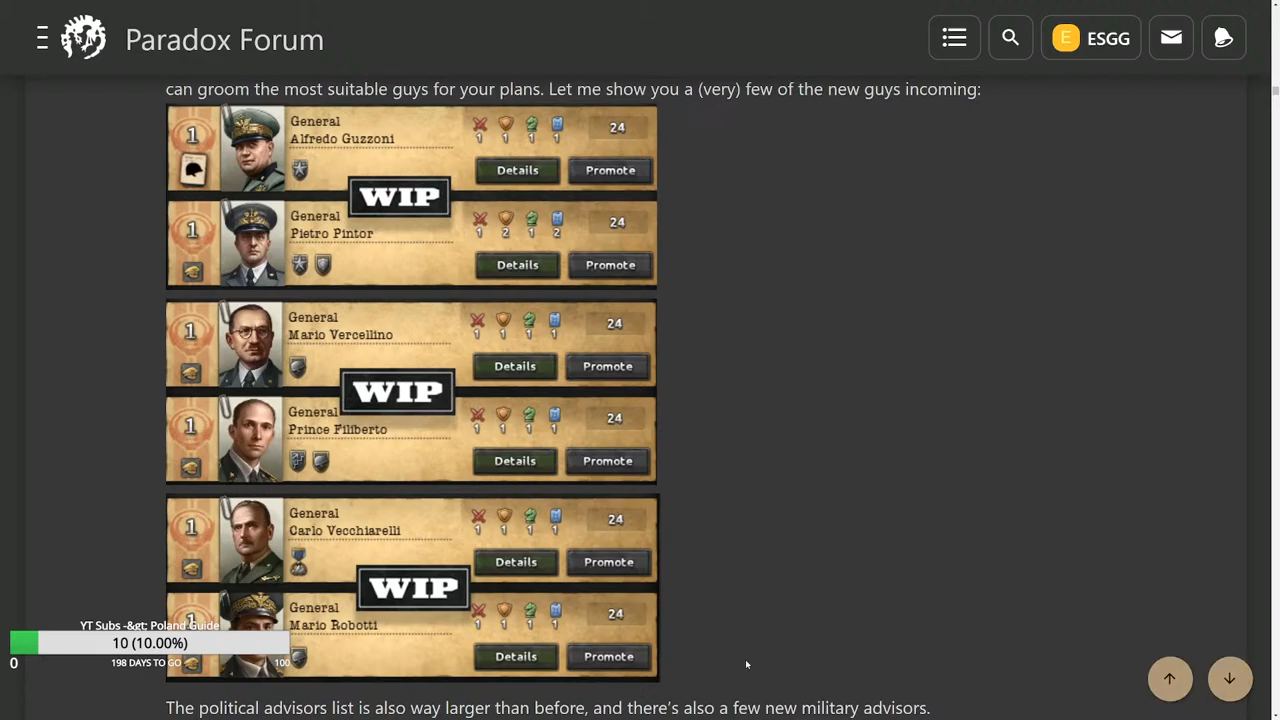 Paradox Forum
E ESGG
can groom the most suitable guys for your plans. Let me show you a (very) few of the new guys incoming:
1 General 24
Alfredo Guzzoni 1 1 1 1
Details Promote
WIP
1 General 24
Pietro Pintor 1 2 1 2
Details Promote
1 General 24
Mario Vercellino 1 1 1 1
Details Promote
WIP
1 General 24
Prince Filiberto 1 1 1 1
Details Promote
1 General 24
Carlo Vecchiarelli 1 1 1 1
Details Promote
WIP
1 General 24
Mario Robotti 1 1 1 1
Details Promote
YT Subs -&gt; Poland Guide
10 (10.00%)
0 198 DAYS TO GO 100
The political advisors list is also way larger than before, and there's also a few new military advisors.